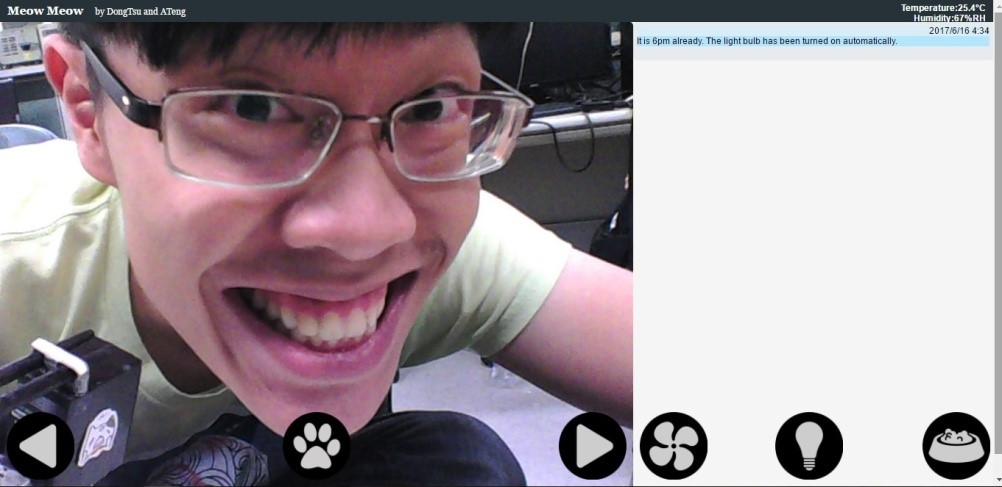 Meow Meow by DongTsu and ATeng
Temperature:25.4°C
Humidity:67%RH
2017/6/16 4:34
It is 6pm already. The light bulb has been turned on automatically.